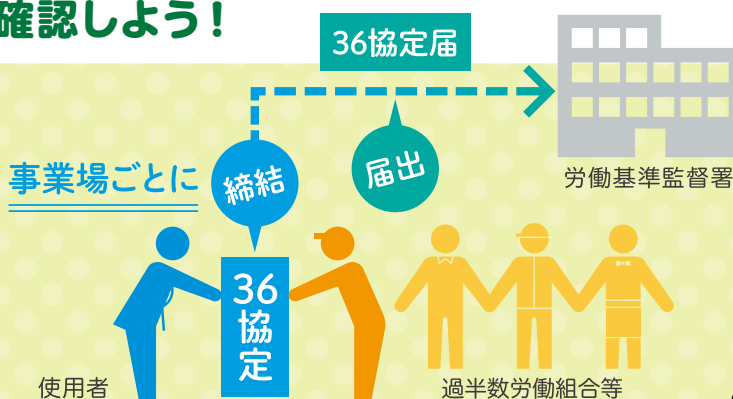 確認しよう！
36協定届
事業場ごとに
締結
届出
労働基準監督署
36
協
定
使用者
過半数労働組合等